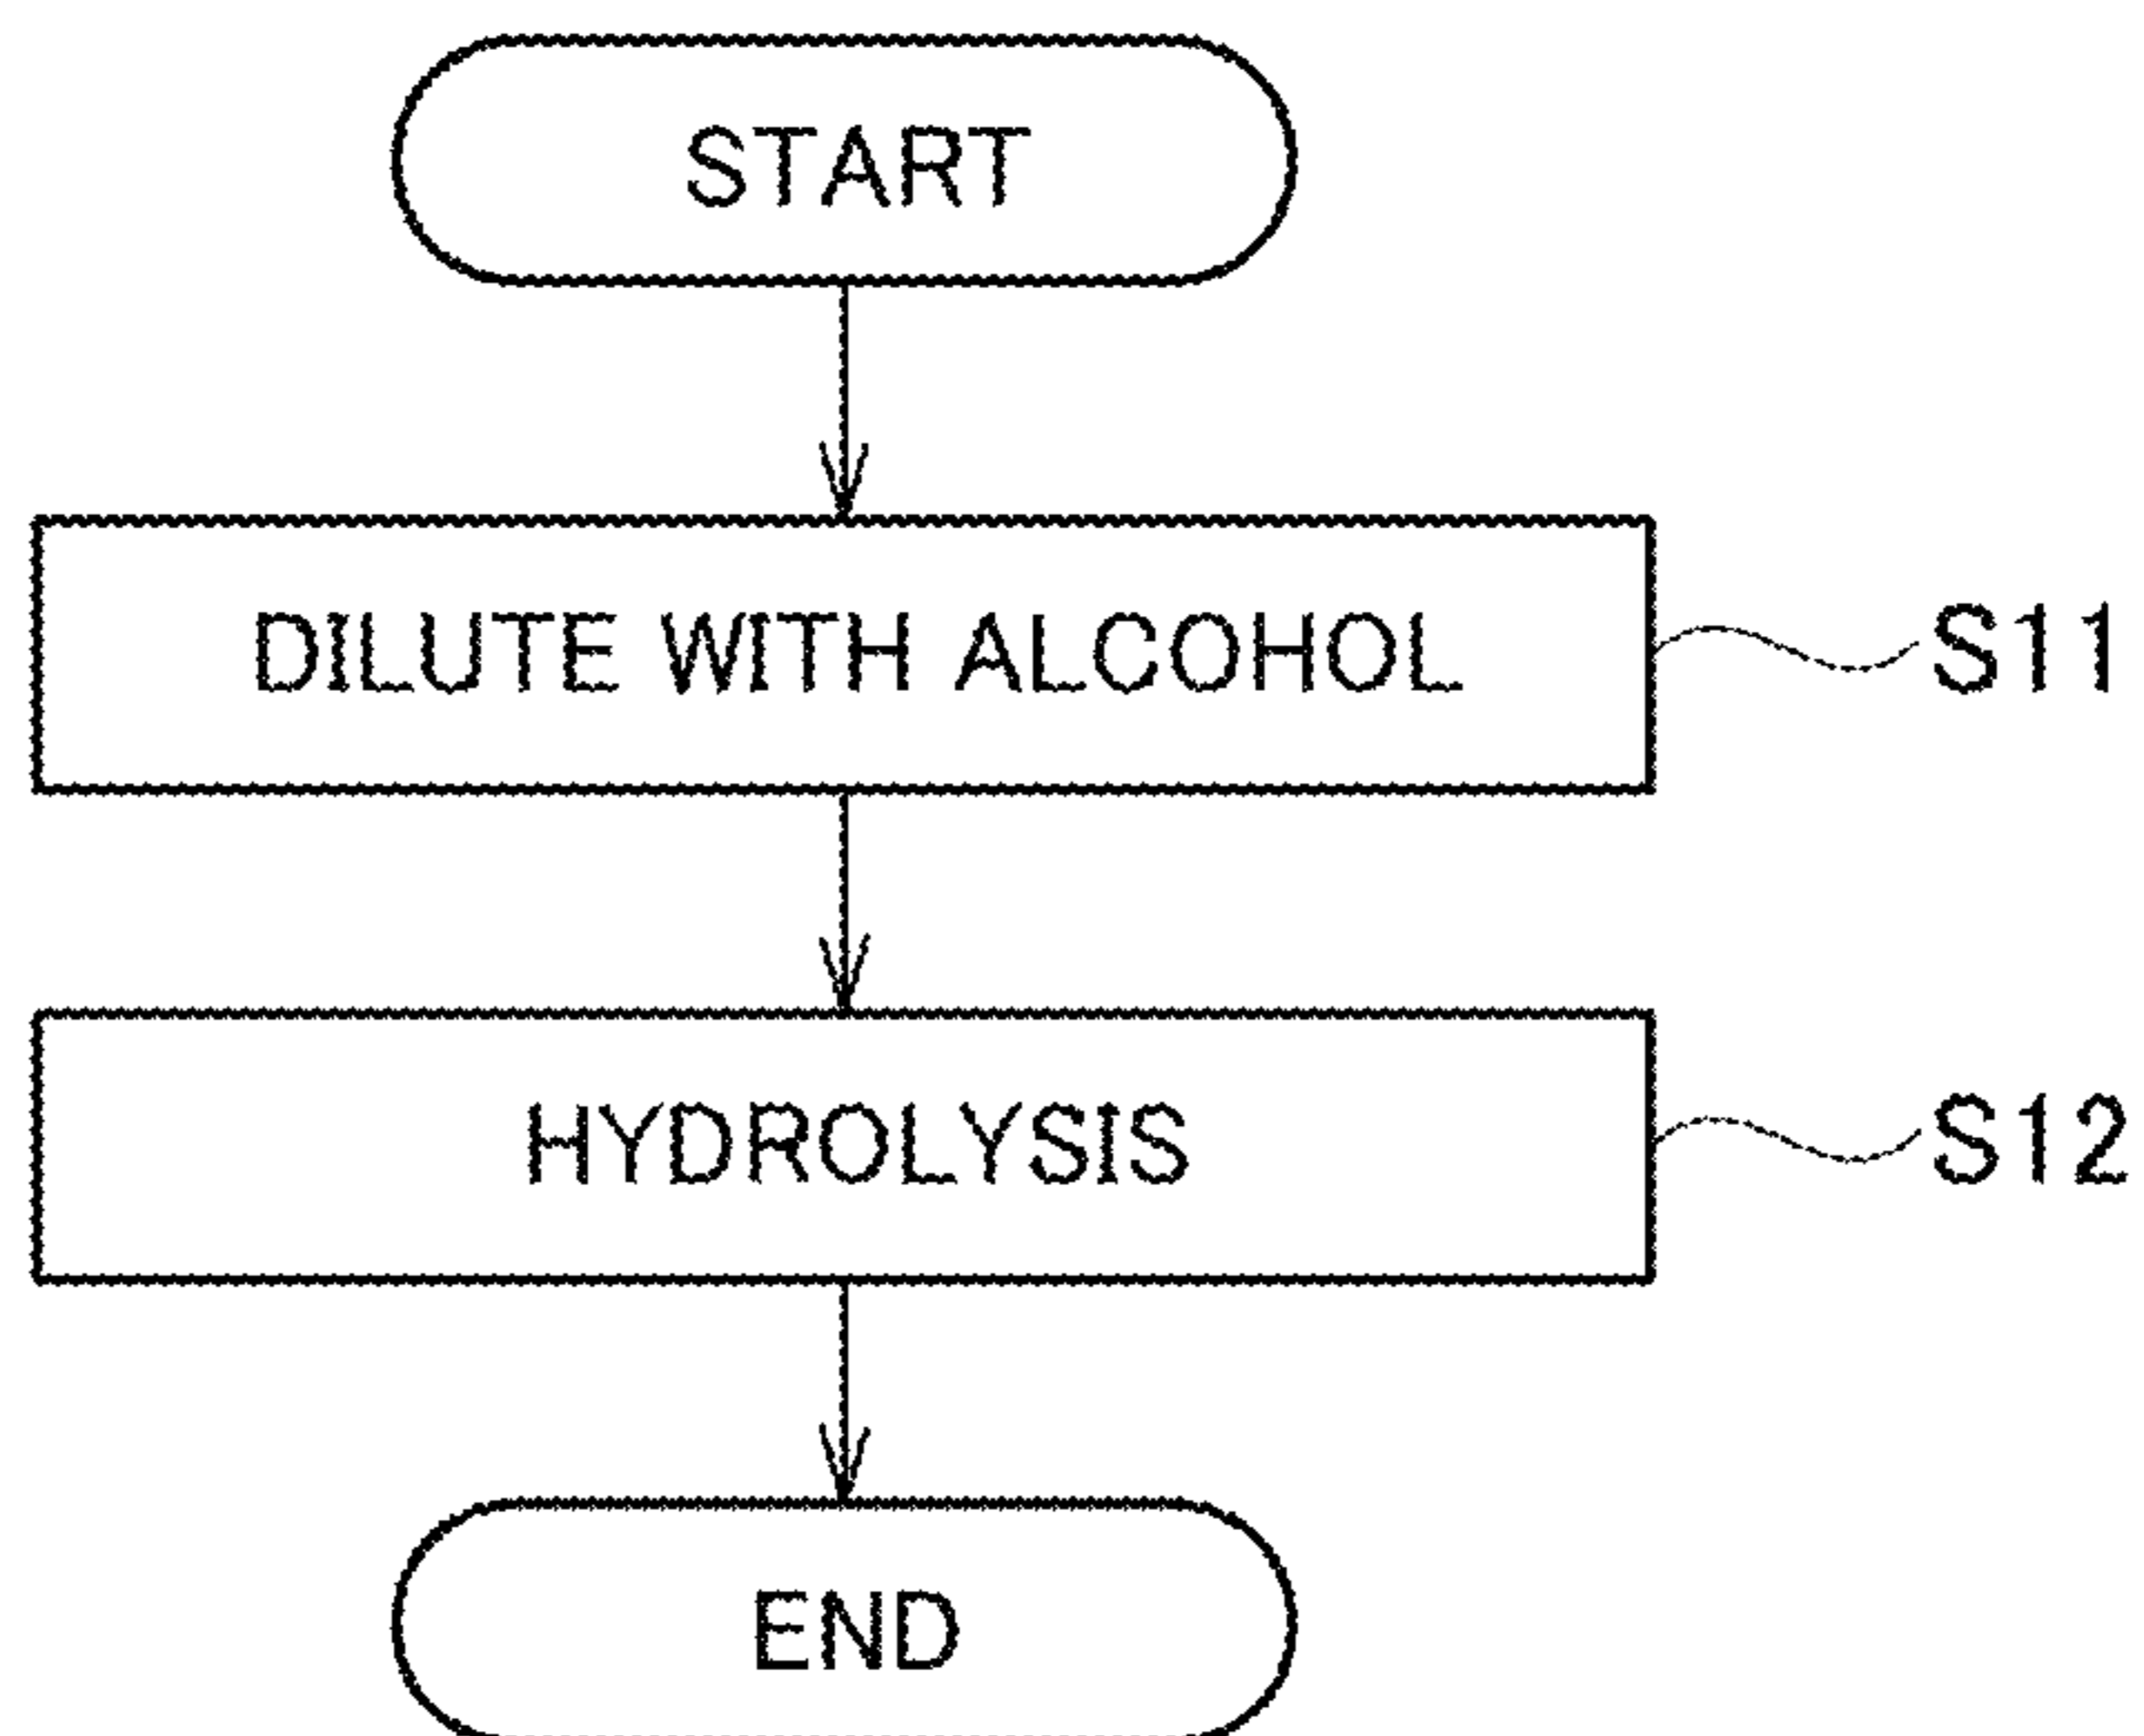 START
DILUTE WITH ALCOHOL
S11
HYDROLYSIS
S12
END